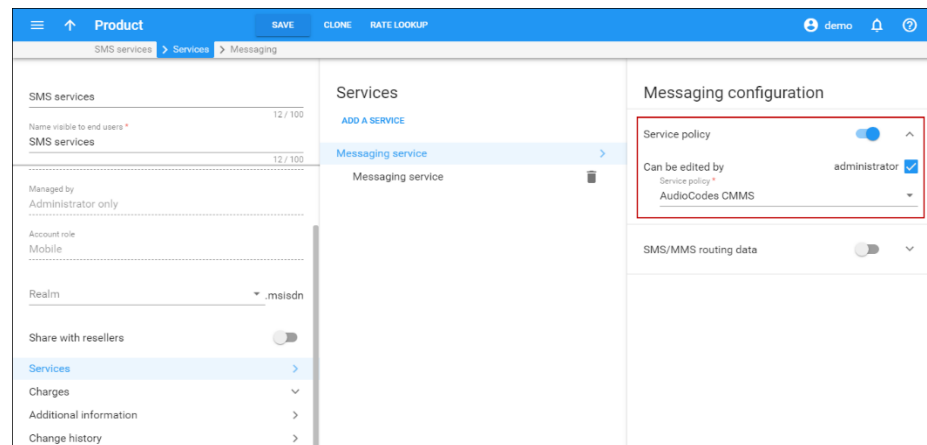 Product SAVE CLONE RATE LOOKUP demo
SMS services Services Messaging
SMS services
12 / 100
Name visible to end users *
SMS services
12 / 100
Managed by
Administrator only
Account role
Mobile
Realm .msisdn
Share with resellers
Services
Charges
Additional information
Change history
Services
ADD A SERVICE
Messaging service
Messaging service
Messaging configuration
Service policy
Can be edited by administrator
Service policy *
AudioCodes CMMS
SMS/MMS routing data